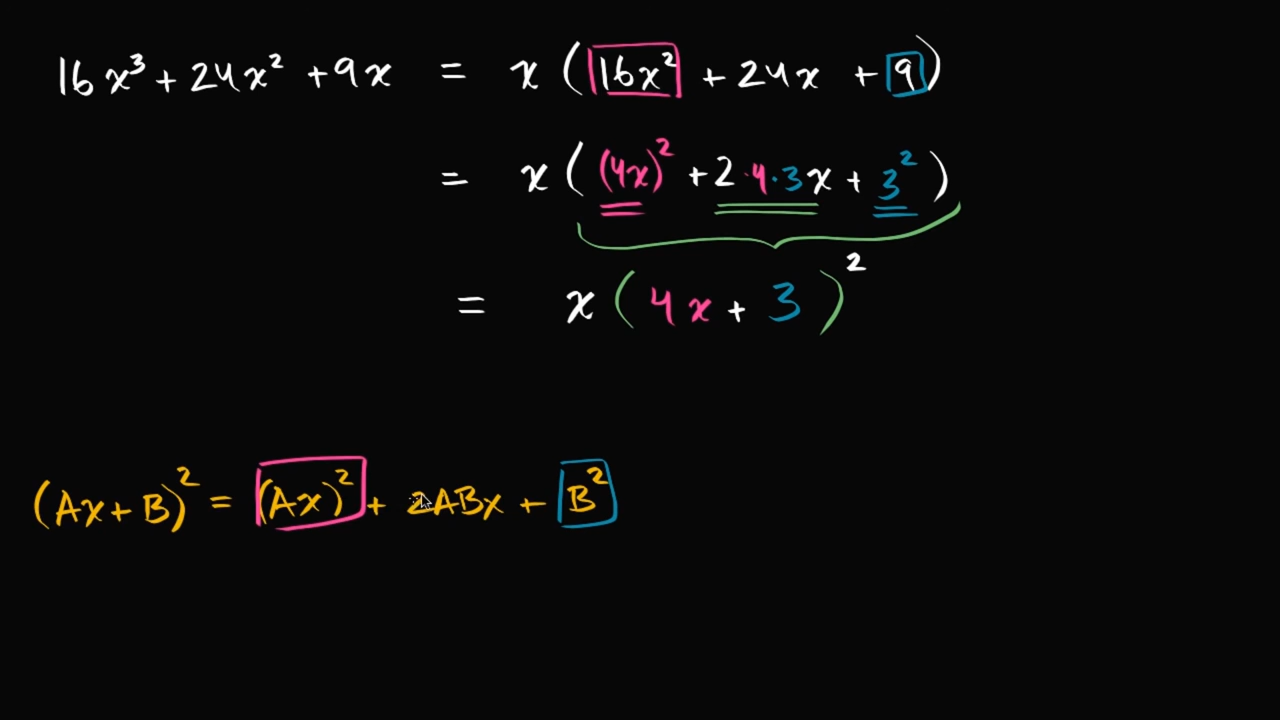 16x³ + 24x² + 9x = x(16x² + 24x + 9)
= x((4x)² + 2·4·3x + 3²)
= x(4x + 3)²
(Ax + B)² = (Ax)² + 2ABx + B²